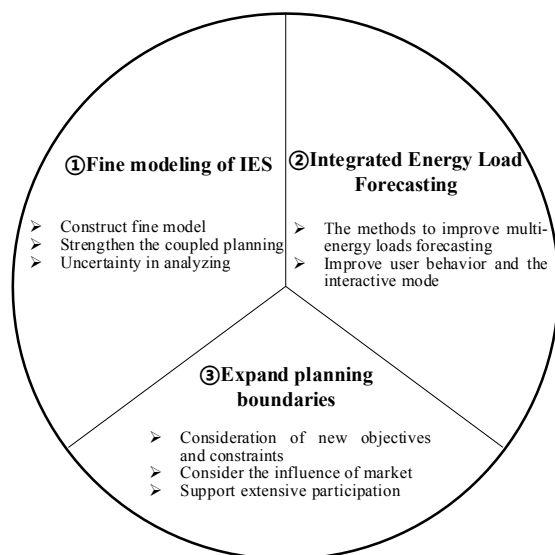 ①Fine modeling of IES
➢ Construct fine model
➢ Strengthen the coupled planning
➢ Uncertainty in analyzing
②Integrated Energy Load
Forecasting
➢ The methods to improve multi-
energy loads forecasting
➢ Improve user behavior and the
interactive mode
③Expand planning
boundaries
➢ Consideration of new objectives
and constraints
➢ Consider the influence of market
➢ Support extensive participation